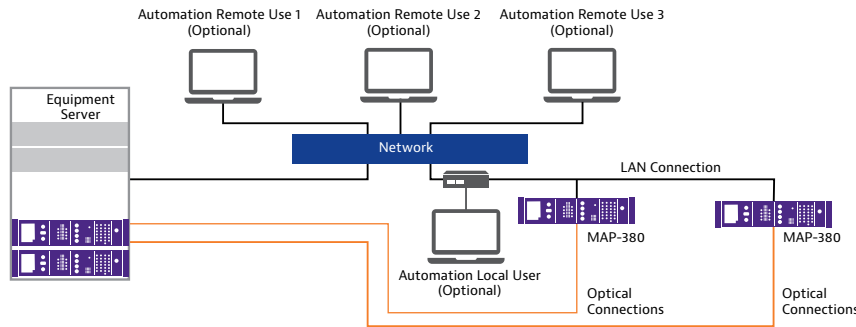 Automation Remote Use 1
(Optional)
Automation Remote Use 2
(Optional)
Automation Remote Use 3
(Optional)
Equipment
Server
Network
LAN Connection
MAP-380
MAP-380
Automation Local User
(Optional)
Optical
Connections
Optical
Connections